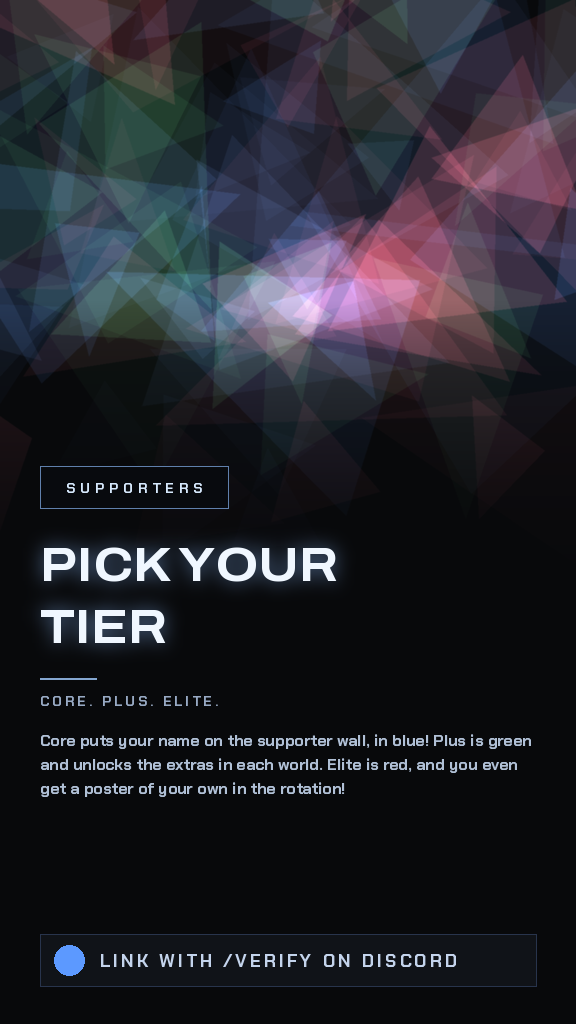 SUPPORTERS
PICK YOUR
TIER
CORE. PLUS. ELITE.
Core puts your name on the supporter wall, in blue! Plus is green
and unlocks the extras in each world. Elite is red, and you even
get a poster of your own in the rotation!
LINK WITH /VERIFY ON DISCORD